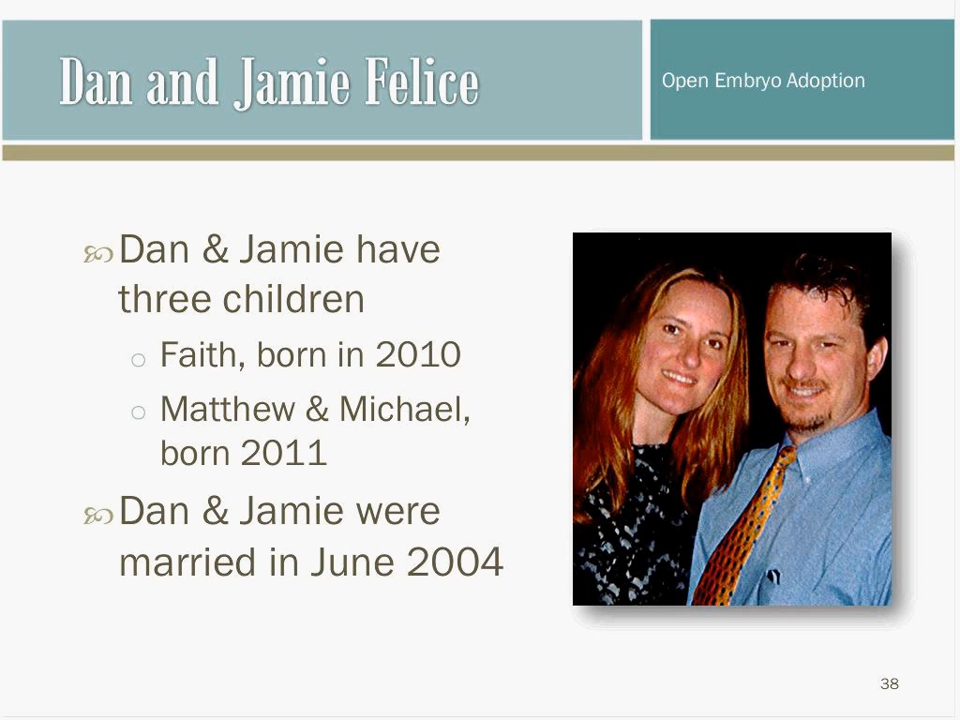 Dan and Jamie Felice
Open Embryo Adoption
Dan & Jamie have
three children
Faith, born in 2010
Matthew & Michael,
born 2011
Dan & Jamie were
married in June 2004
38